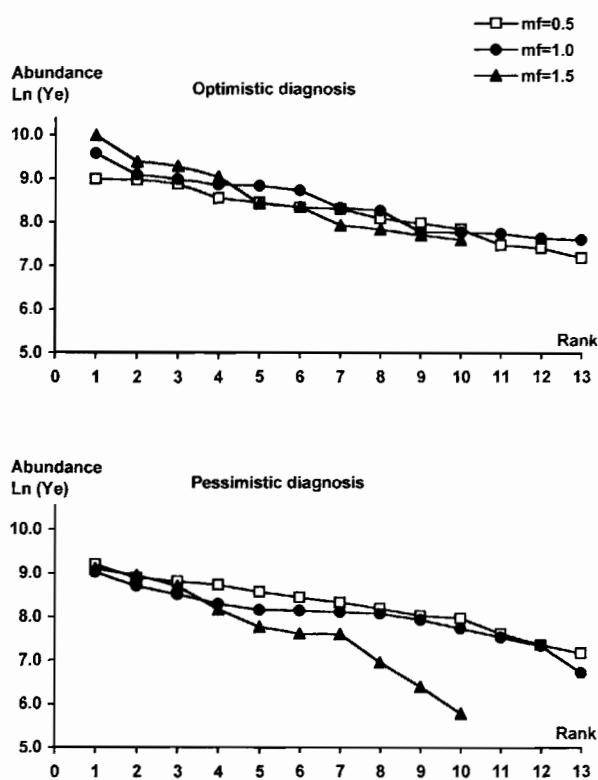 mf=0.5
mf=1.0
mf=1.5
Abundance
Ln (Ye)
Optimistic diagnosis
10.0
9.0
8.0
7.0
6.0
5.0
Rank
0 1 2 3 4 5 6 7 8 9 10 11 12 13
Abundance
Ln (Ye)
Pessimistic diagnosis
10.0
9.0
8.0
7.0
6.0
5.0
Rank
0 1 2 3 4 5 6 7 8 9 10 11 12 13